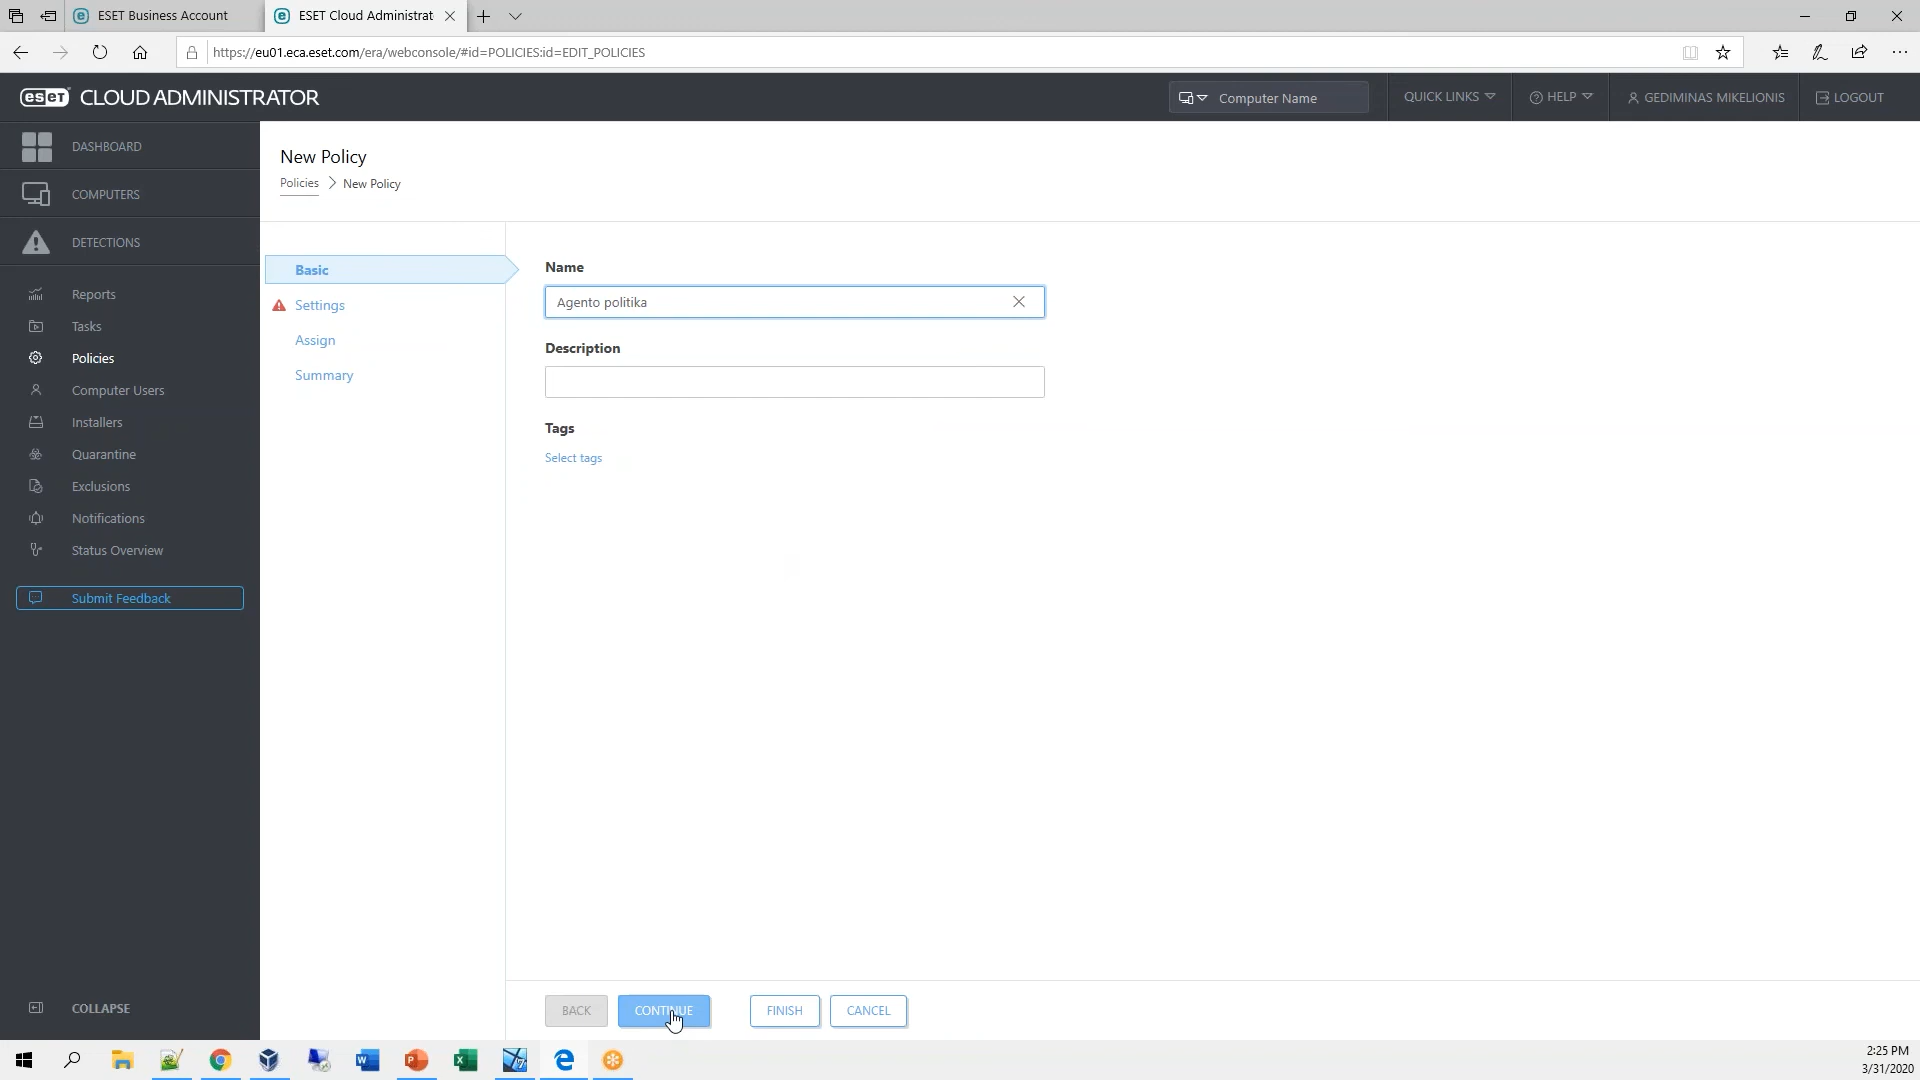 ESET Business Account
ESET Cloud Administrat
https://eu01.eca.eset.com/era/webconsole/#id=POLICIES:id=EDIT_POLICIES
eset CLOUD ADMINISTRATOR
Computer Name
QUICK LINKS
HELP
GEDIMINAS MIKELIONIS
LOGOUT
DASHBOARD
COMPUTERS
DETECTIONS
Reports
Tasks
Policies
Computer Users
Installers
Quarantine
Exclusions
Notifications
Status Overview
Submit Feedback
COLLAPSE
New Policy
Policies > New Policy
Basic
Settings
Assign
Summary
Name
Agento politika
Description
Tags
Select tags
BACK
CONTINUE
FINISH
CANCEL
2:25 PM
3/31/2020